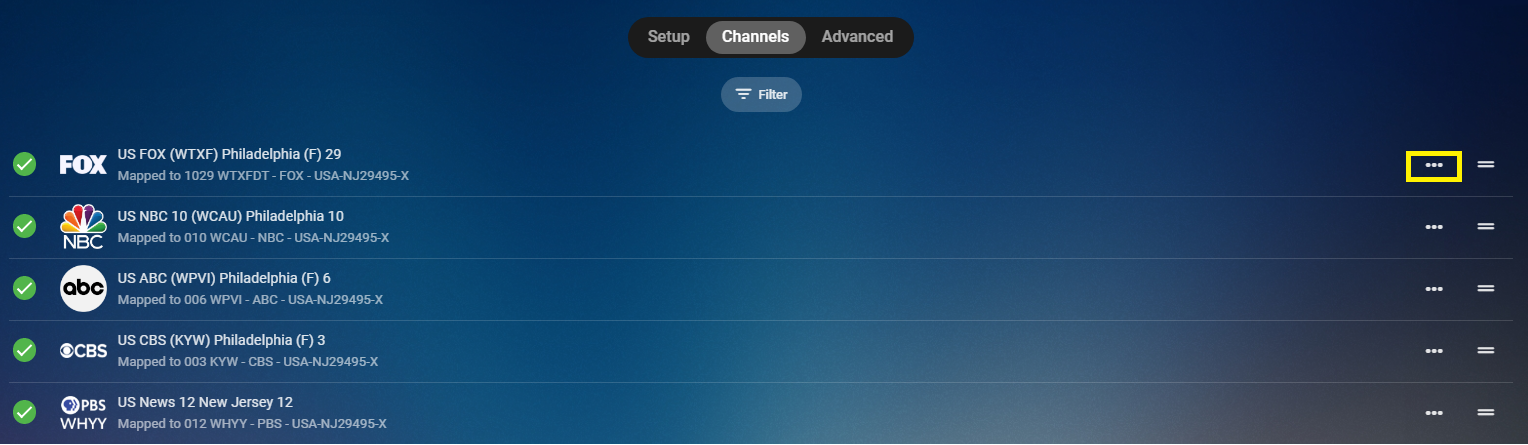 Setup Channels Advanced
Filter
FOX
US FOX (WTXF) Philadelphia (F) 29
Mapped to 1029 WTXFDT - FOX - USA-NJ29495-X
NBC
US NBC 10 (WCAU) Philadelphia 10
Mapped to 010 WCAU - NBC - USA-NJ29495-X
abc
US ABC (WPVI) Philadelphia (F) 6
Mapped to 006 WPVI - ABC - USA-NJ29495-X
CBS
US CBS (KYW) Philadelphia (F) 3
Mapped to 003 KYW - CBS - USA-NJ29495-X
PBS
WHYY
US News 12 New Jersey 12
Mapped to 012 WHYY - PBS - USA-NJ29495-X